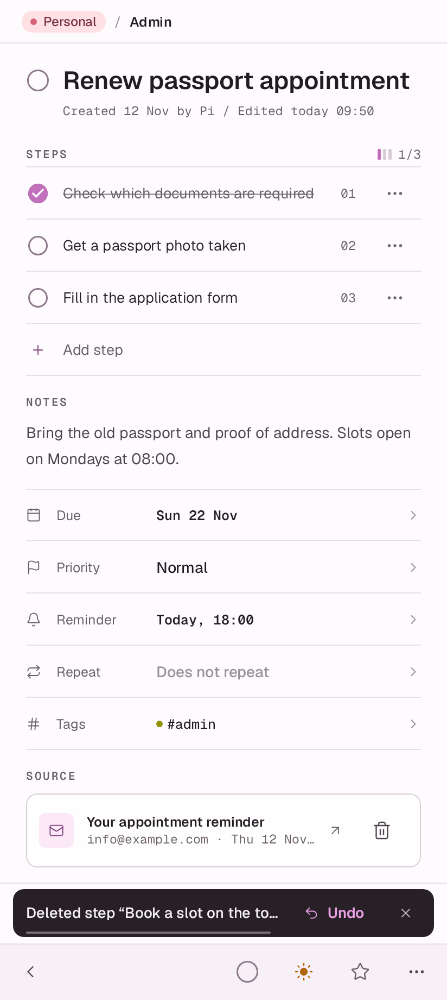 Personal / Admin
Renew passport appointment
Created 12 Nov by Pi / Edited today 09:50
STEPS 1/3
Check which documents are required 01
Get a passport photo taken 02
Fill in the application form 03
Add step
NOTES
Bring the old passport and proof of address. Slots open
on Mondays at 08:00.
Due Sun 22 Nov
Priority Normal
Reminder Today, 18:00
Repeat Does not repeat
Tags #admin
SOURCE
Your appointment reminder
info@example.com · Thu 12 Nov…
Deleted step “Book a slot on the to… Undo